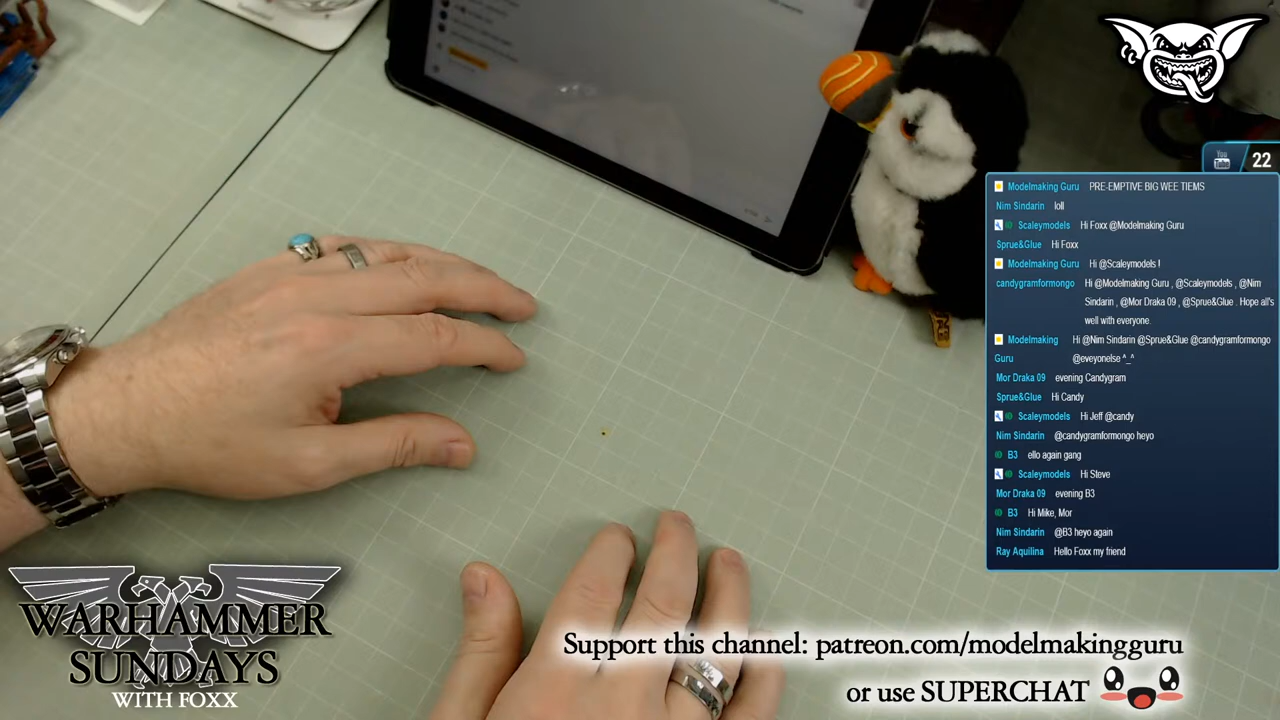 You
Tube
22
Modelmaking Guru PRE-EMPTIVE BIG WEE TIEMS
Nim Sindarin loll
Scaleymodels Hi Foxx @Modelmaking Guru
Sprue&Glue Hi Foxx
Modelmaking Guru Hi @Scaleymodels !
candygramformongo Hi @Modelmaking Guru , @Scaleymodels , @Nim
Sindarin , @Mor Draka 09 , @Sprue&Glue . Hope all's
well with everyone.
Modelmaking Hi @Nim Sindarin @Sprue&Glue @candygramformongo
Guru @eveyonelse ^_^
Mor Draka 09 evening Candygram
Sprue&Glue Hi Candy
Scaleymodels Hi Jeff @candy
Nim Sindarin @candygramformongo heyo
B3 ello again gang
Scaleymodels Hi Steve
Mor Draka 09 evening B3
B3 Hi Mike, Mor
Nim Sindarin @B3 heyo again
Ray Aquilina Hello Foxx my friend
WARHAMMER
SUNDAYS
WITH FOXX
Support this channel: patreon.com/modelmakingguru
or use SUPERCHAT